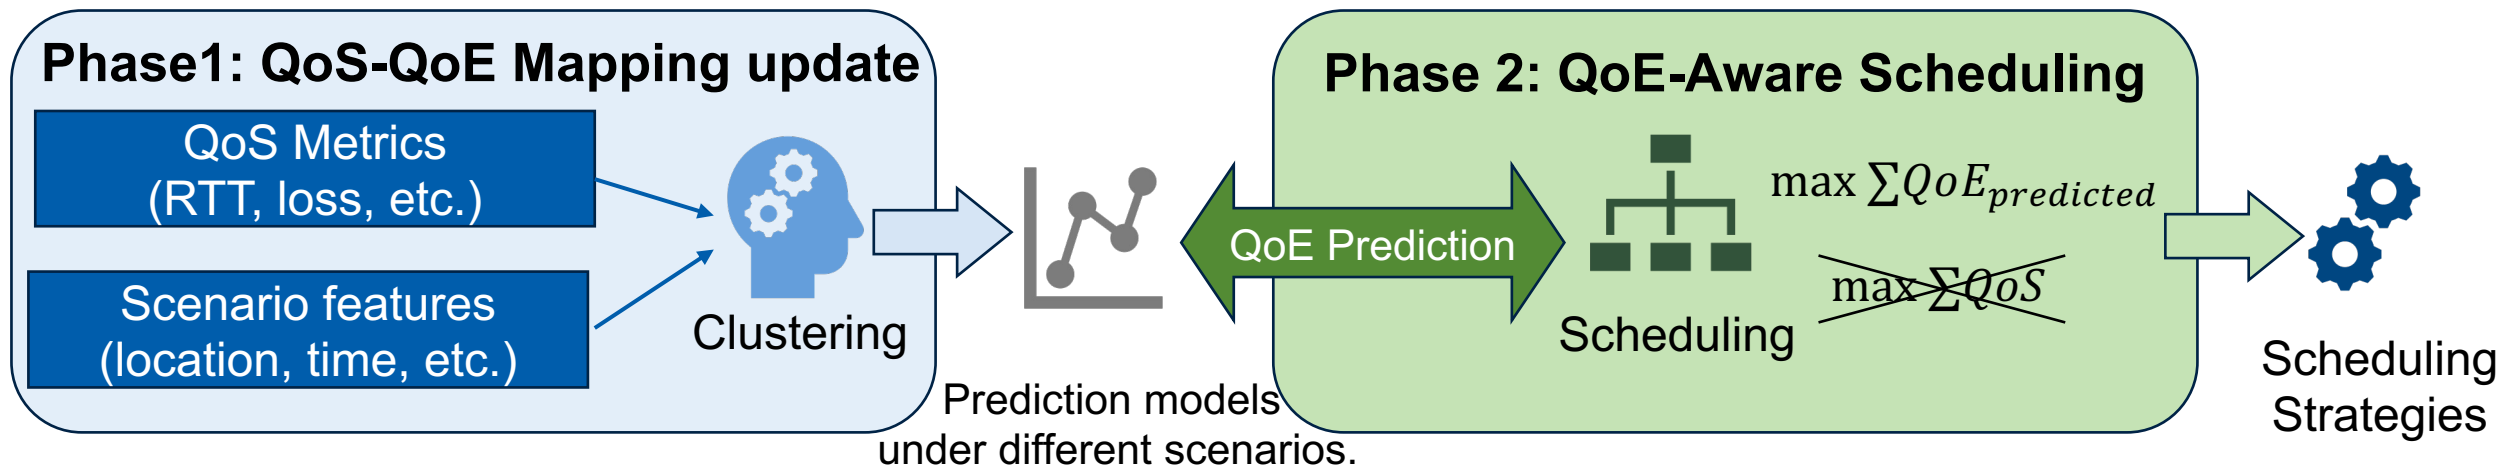 Phase1: QoS-QoE Mapping update
QoS Metrics
(RTT, loss, etc.)
Scenario features
(location, time, etc.)
Clustering
Prediction models
under different scenarios.
QoE Prediction
Phase 2: QoE-Aware Scheduling
Scheduling
max ∑QoE_predicted
max ∑QoS
Scheduling
Strategies